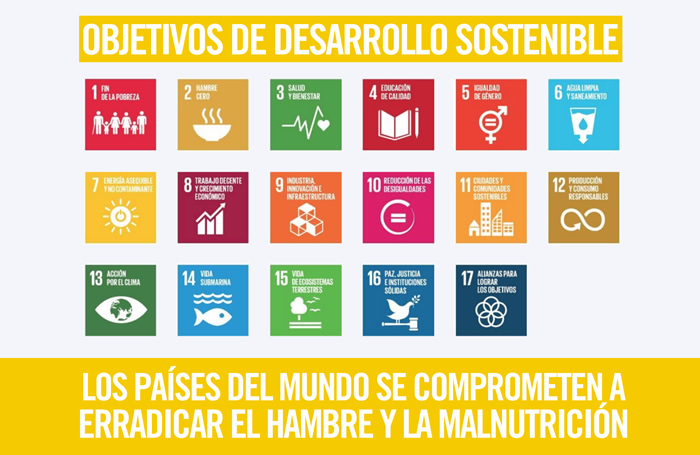 OBJETIVOS DE DESARROLLO SOSTENIBLE
1 FIN
DE LA POBREZA
2 HAMBRE
CERO
3 SALUD
Y BIENESTAR
4 EDUCACIÓN
DE CALIDAD
5 IGUALDAD
DE GÉNERO
6 AGUA LIMPIA
Y SANEAMIENTO
7 ENERGÍA ASEQUIBLE
Y NO CONTAMINANTE
8 TRABAJO DECENTE
Y CRECIMIENTO
ECONÓMICO
9 INDUSTRIA,
INNOVACIÓN E
INFRAESTRUCTURA
10 REDUCCIÓN DE LAS
DESIGUALDADES
11 CIUDADES Y
COMUNIDADES
SOSTENIBLES
12 PRODUCCIÓN
Y CONSUMO
RESPONSABLES
13 ACCIÓN
POR EL CLIMA
14 VIDA
SUBMARINA
15 VIDA
DE ECOSISTEMAS
TERRESTRES
16 PAZ, JUSTICIA
E INSTITUCIONES
SÓLIDAS
17 ALIANZAS PARA
LOGRAR
LOS OBJETIVOS
LOS PAÍSES DEL MUNDO SE COMPROMETEN A
ERRADICAR EL HAMBRE Y LA MALNUTRICIÓN